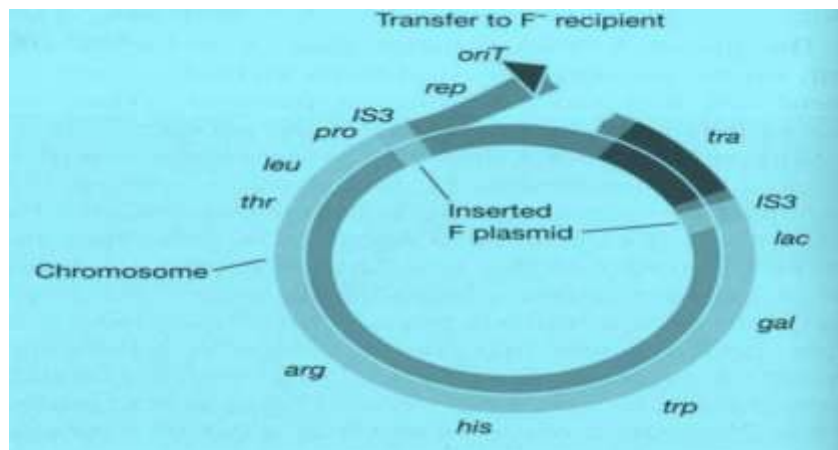 Transfer to F⁻ recipient
oriT
rep
IS3
pro
leu
thr
tra
IS3
lac
Inserted
F plasmid
Chromosome
gal
arg
trp
his